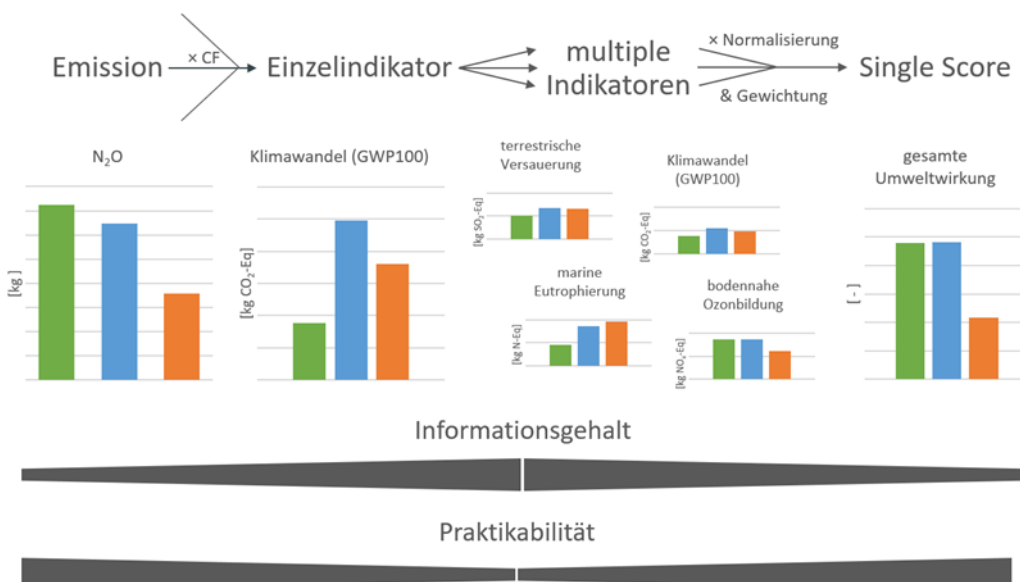 Emission
× CF
Einzelindikator
multiple
Indikatoren
× Normalisierung
& Gewichtung
Single Score
N₂O
[kg ]
Klimawandel (GWP100)
[kg CO₂-Eq]
terrestrische
Versauerung
[kg SO₂-Eq]
Klimawandel
(GWP100)
[kg CO₂-Eq]
marine
Eutrophierung
[kg N-Eq]
bodennahe
Ozonbildung
[kg NOₓ-Eq]
gesamte
Umweltwirkung
[ - ]
Informationsgehalt
Praktikabilität